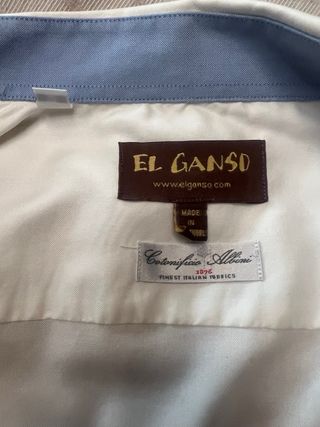 EL GANSO
www.elganso.com
MADE
IN
Cotonificio Albini
1876
FINEST ITALIAN FABRICS